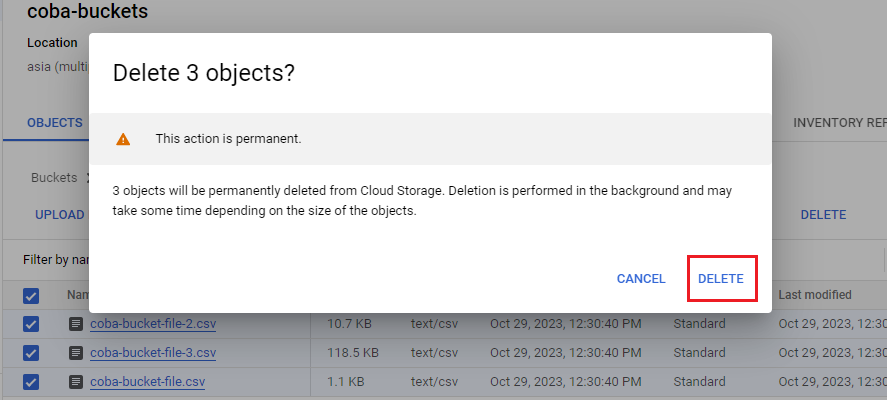 coba-buckets
Location
asia
Delete 3 objects?
This action is permanent.
3 objects will be permanently deleted from Cloud Storage. Deletion is performed in the background and may
take some time depending on the size of the objects.
CANCEL DELETE
OBJECTS INVENTORY
Buckets
UPLOAD DELETE
Filter by
Last modified
coba-bucket-file-2.csv 10.7 KB text/csv Oct 29, 2023, 12:30:40 PM Standard Oct 29, 2023, 12:30:40
coba-bucket-file-3.csv 118.5 KB text/csv Oct 29, 2023, 12:30:40 PM Standard Oct 29, 2023, 12:30:40
coba-bucket-file.csv 1.1 KB text/csv Oct 29, 2023, 12:30:40 PM Standard Oct 29, 2023, 12:30:40